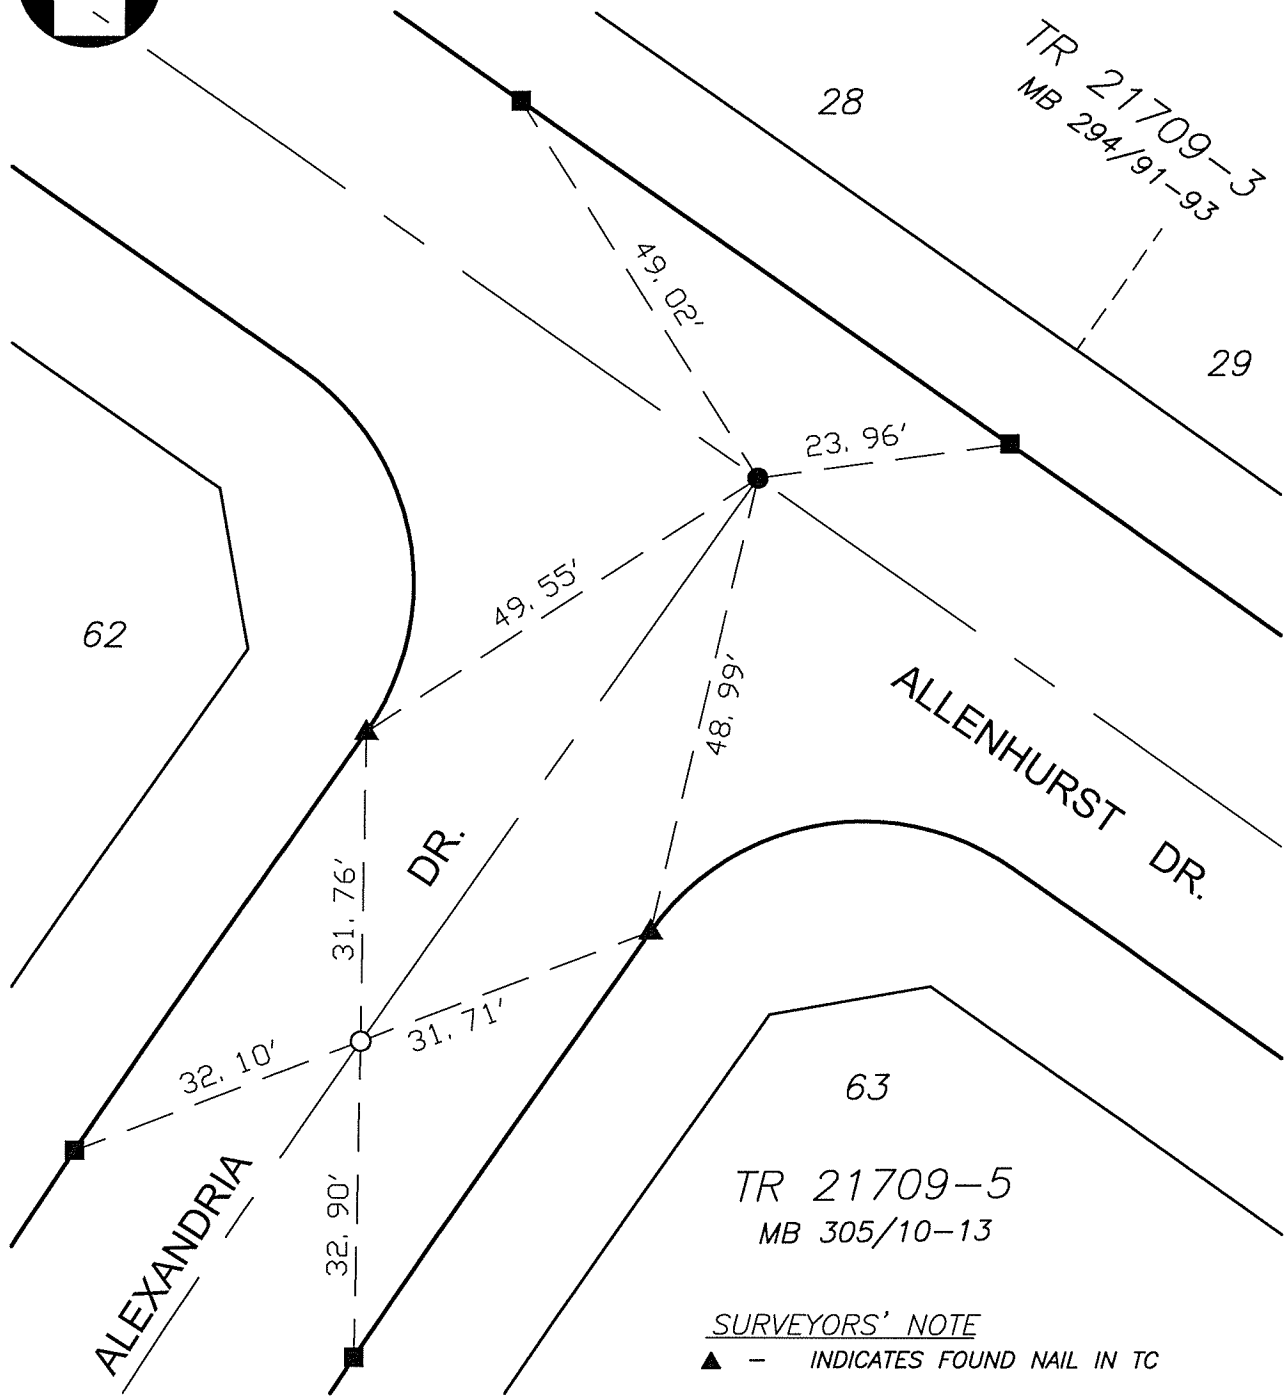 TR 21709-3
MB 294/91-93
28
29
49.02'
23.96'
49.55'
48.99'
62
ALLENHURST DR.
31.76'
31.71'
32.10'
32.90'
ALEXANDRIA DR.
63
TR 21709-5
MB 305/10-13
SURVEYORS' NOTE
▲ - INDICATES FOUND NAIL IN TC